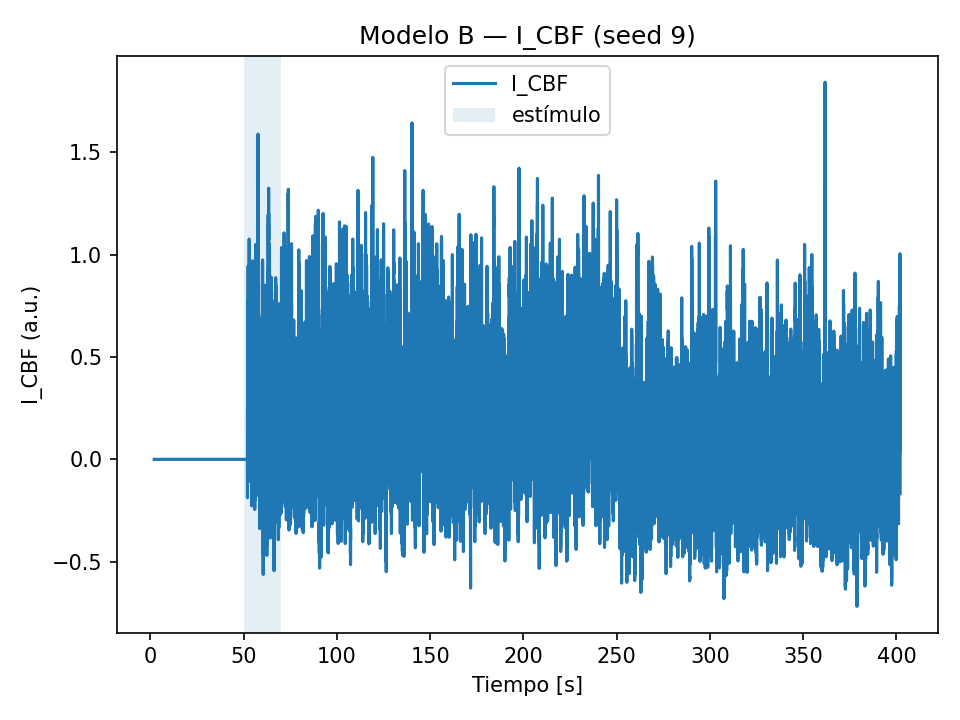 Modelo B — I_CBF (seed 9)
I_CBF
estímulo
I_CBF (a.u.)
1.5
1.0
0.5
0.0
−0.5
0 50 100 150 200 250 300 350 400
Tiempo [s]